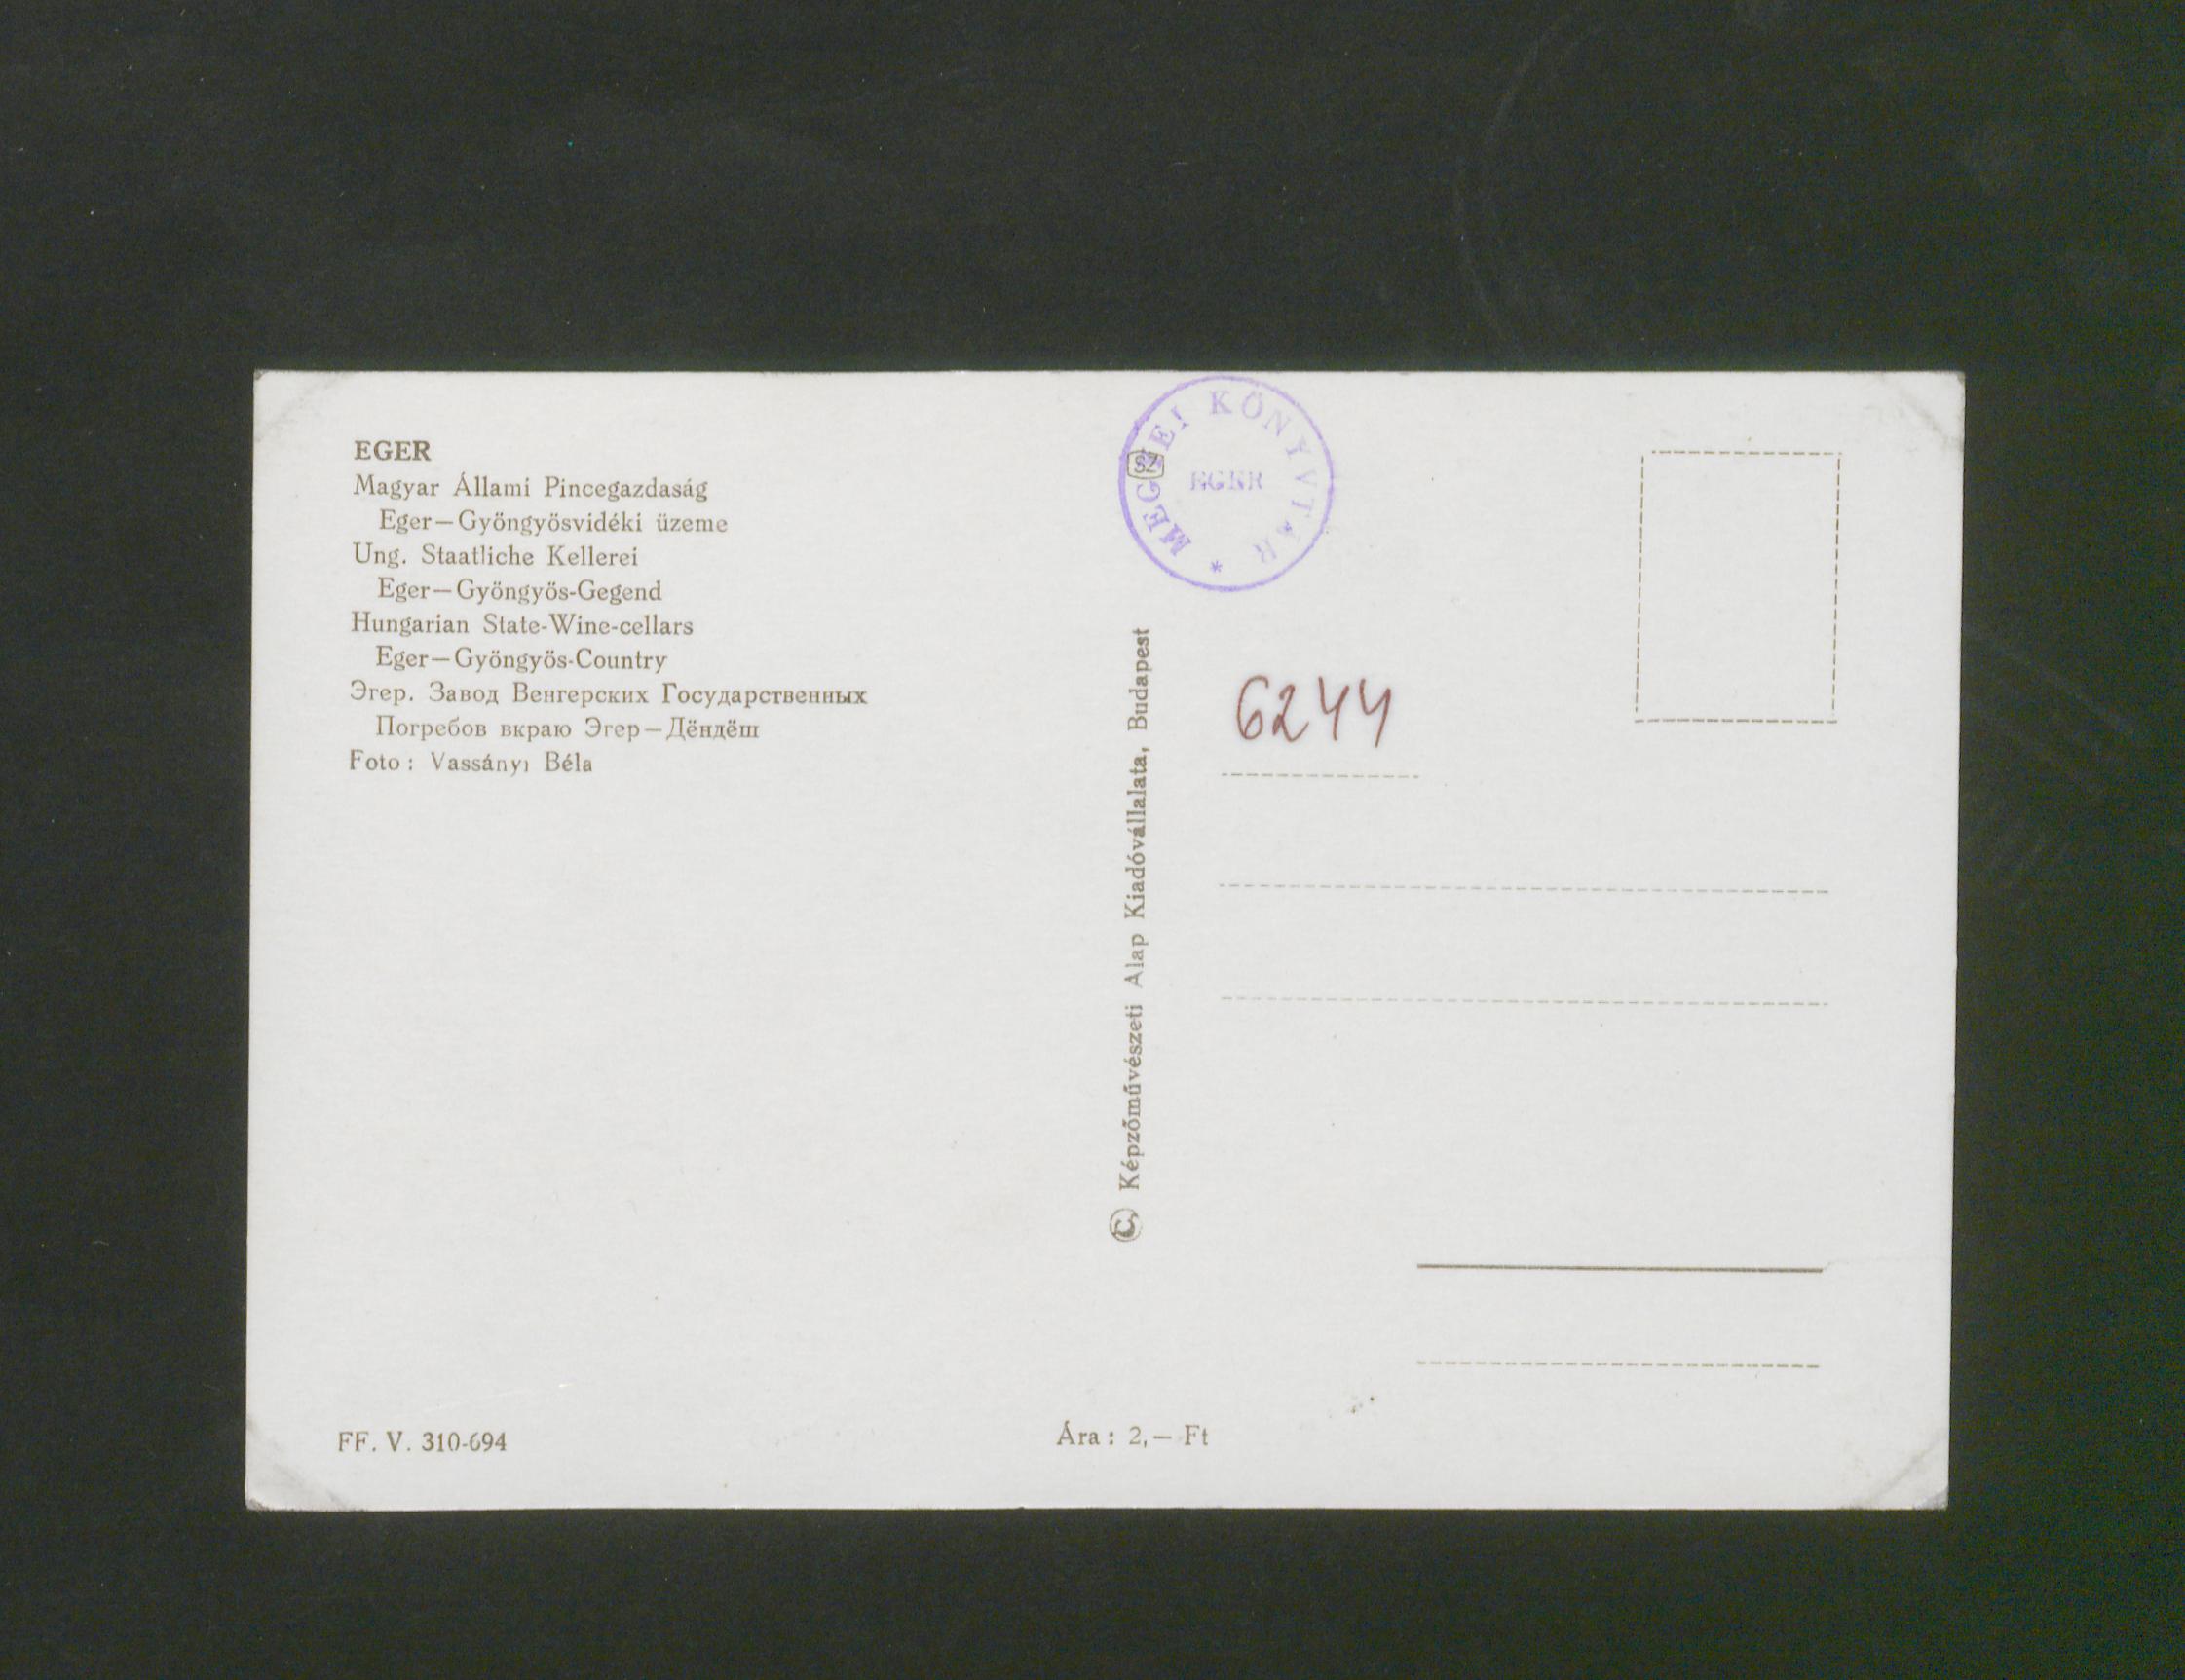 EGER
Magyar Állami Pincegazdaság
Eger—Gyöngyösvidéki üzeme
Ung. Staatliche Kellerei
Eger—Gyöngyös-Gegend
Hungarian State-Wine-cellars
Eger—Gyöngyös-Country
Эгер. Завод Венгерских Государственных
Погребов вкраю Эгер—Дёндёш
Foto: Vassányi Béla
FF. V. 310-694
© Képzőművészeti Alap Kiadóvállalata, Budapest
Ára: 2,— Ft
SZ
* MEGYEI KÖNYVTÁR
EGER
6244